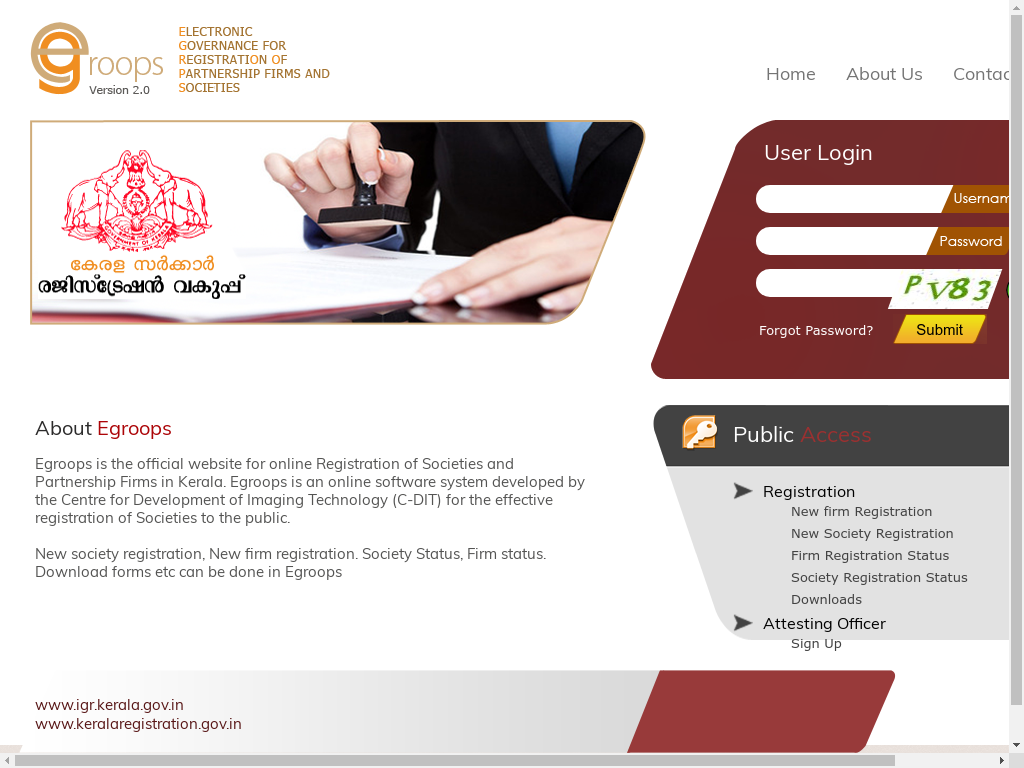 egroops
Version 2.0
ELECTRONIC
GOVERNANCE FOR
REGISTRATION OF
PARTNERSHIP FIRMS AND
SOCIETIES
Home About Us Contac
കേരള സർക്കാർ
രജിസ്ട്രേഷൻ വകുപ്പ്
User Login
Usernam
Password
PV83
Forgot Password? Submit
About Egroops
Egroops is the official website for online Registration of Societies and
Partnership Firms in Kerala. Egroops is an online software system developed by
the Centre for Development of Imaging Technology (C-DIT) for the effective
registration of Societies to the public.
New society registration, New firm registration. Society Status, Firm status.
Download forms etc can be done in Egroops
Public Access
Registration
New firm Registration
New Society Registration
Firm Registration Status
Society Registration Status
Downloads
Attesting Officer
Sign Up
www.igr.kerala.gov.in
www.keralaregistration.gov.in